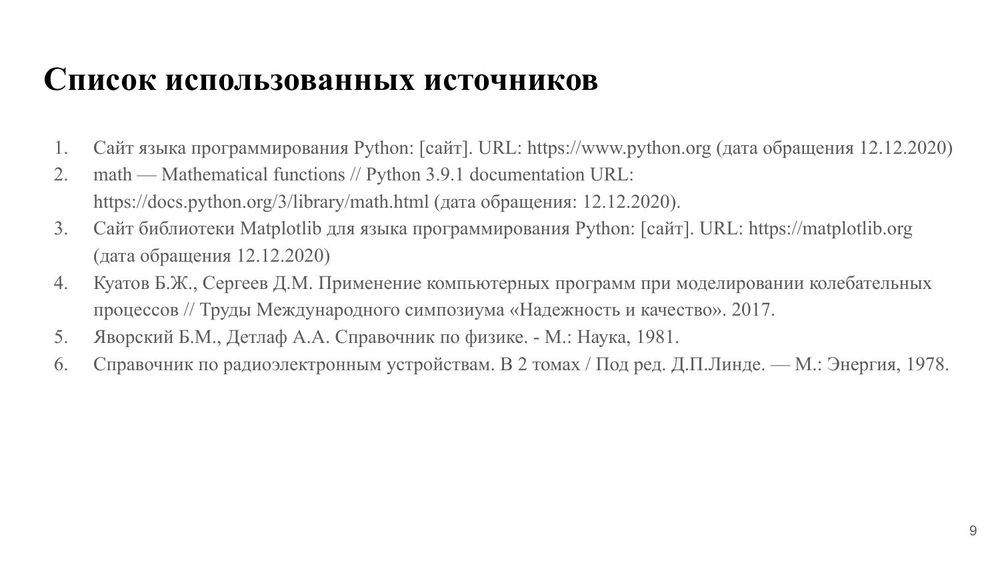 Список использованных источников
1. Сайт языка программирования Python: [сайт]. URL: https://www.python.org (дата обращения 12.12.2020)
2. math — Mathematical functions // Python 3.9.1 documentation URL:
https://docs.python.org/3/library/math.html (дата обращения: 12.12.2020).
3. Сайт библиотеки Matplotlib для языка программирования Python: [сайт]. URL: https://matplotlib.org
(дата обращения 12.12.2020)
4. Куатов Б.Ж., Сергеев Д.М. Применение компьютерных программ при моделировании колебательных
процессов // Труды Международного симпозиума «Надежность и качество». 2017.
5. Яворский Б.М., Детлаф А.А. Справочник по физике. - М.: Наука, 1981.
6. Справочник по радиоэлектронным устройствам. В 2 томах / Под ред. Д.П.Линде. — М.: Энергия, 1978.
9